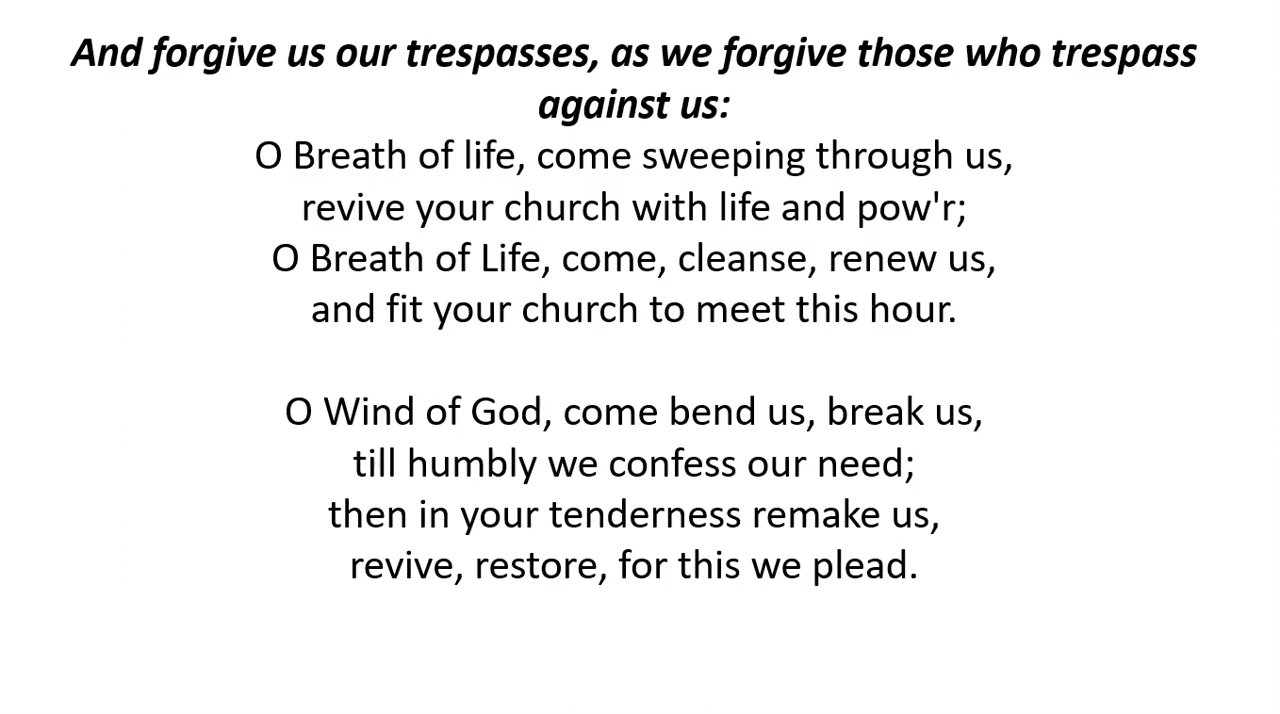 And forgive us our trespasses, as we forgive those who trespass
against us:
O Breath of life, come sweeping through us,
revive your church with life and pow'r;
O Breath of Life, come, cleanse, renew us,
and fit your church to meet this hour.
O Wind of God, come bend us, break us,
till humbly we confess our need;
then in your tenderness remake us,
revive, restore, for this we plead.